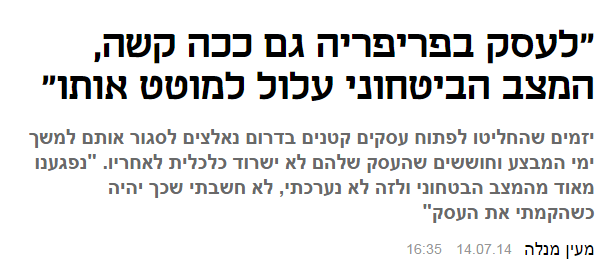 "לעסק בפריפריה גם ככה קשה,
המצב הביטחוני עלול למוטט אותו"
יזמים שהחליטו לפתוח עסקים קטנים בדרום נאלצים לסגור אותם למשך
ימי המבצע וחוששים שהעסק שלהם לא ישרוד כלכלית לאחריו. "נפגענו
מאוד מהמצב הבטחוני ולזה לא נערכתי, לא חשבתי שכך יהיה
כשהקמתי את העסק"
מעין מנלה 14.07.14 16:35